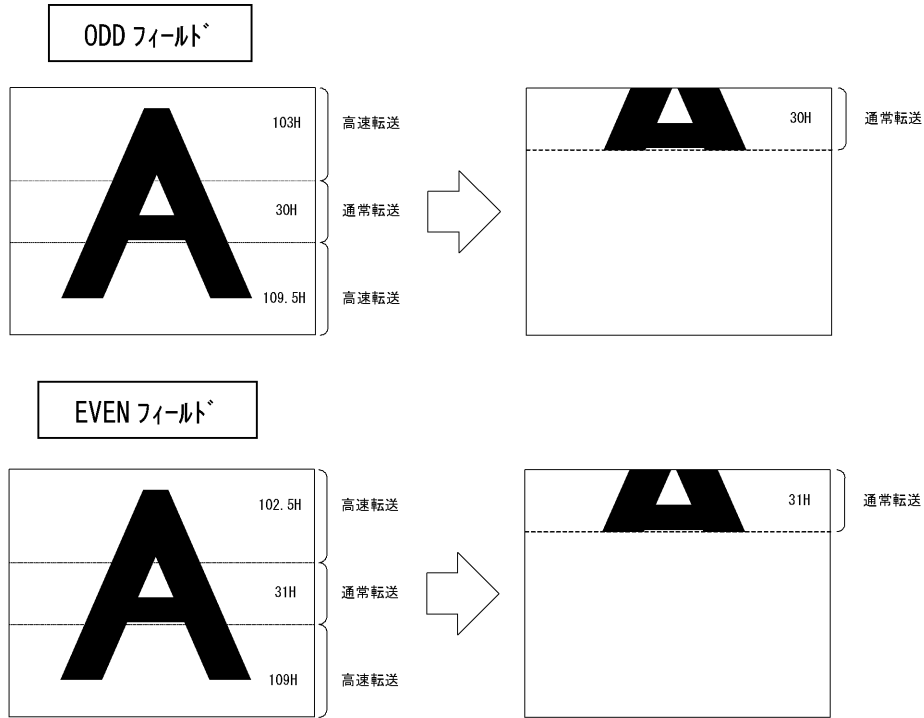 ODD フィールド
103H
高速転送
30H
通常転送
109.5H
高速転送
30H
通常転送
EVEN フィールド
102.5H
高速転送
31H
通常転送
109H
高速転送
31H
通常転送